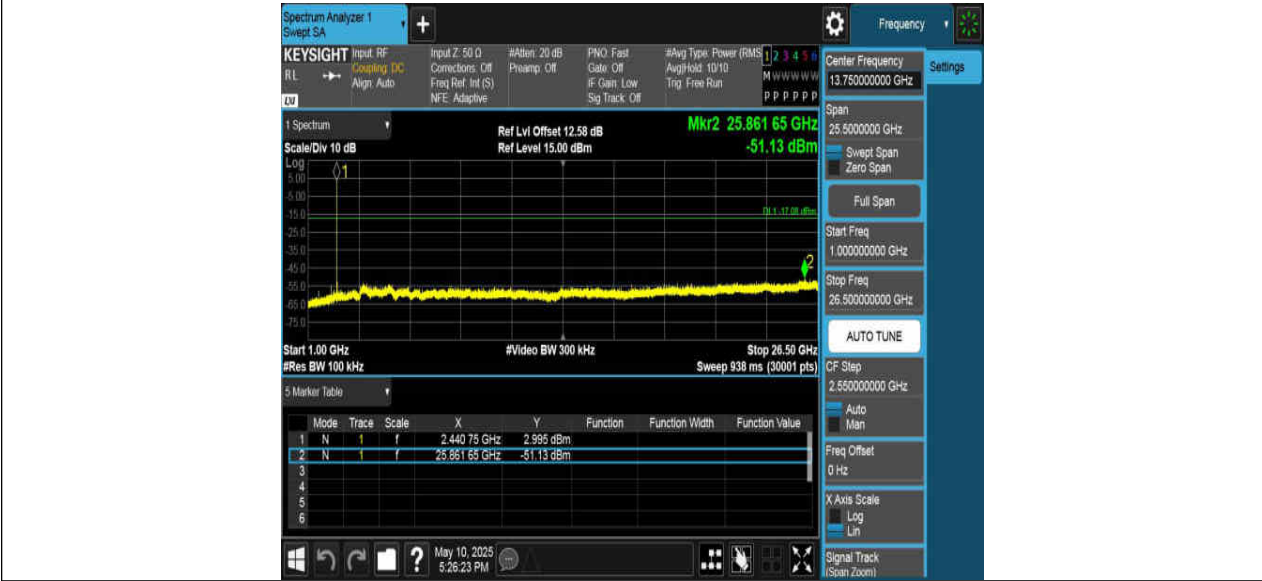 Spectrum Analyzer 1
Swept SA
+
Frequency
KEYSIGHT
RL
LXI
Input: RF
Coupling: DC
Align: Auto
Input Z: 50 Ω
Corrections: Off
Freq Ref: Int (S)
NFE: Adaptive
#Atten: 20 dB
Preamp: Off
PNO: Fast
Gate: Off
IF Gain: Low
Sig Track: Off
#Avg Type: Power (RMS
Avg|Hold: 10/10
Trig: Free Run
1 2 3 4 5 6
M W W W W W
P P P P P P
Center Frequency
13.750000000 GHz
Settings
1 Spectrum
Scale/Div 10 dB
Ref Lvl Offset 12.58 dB
Ref Level 15.00 dBm
Mkr2 25.861 65 GHz
-51.13 dBm
Log
5.00
-5.00
-15.0
-25.0
-35.0
-45.0
-55.0
-65.0
-75.0
1
DL1 -17.08 dBm
2
Start 1.00 GHz
#Res BW 100 kHz
#Video BW 300 kHz
Stop 26.50 GHz
Sweep 938 ms (30001 pts)
Span
25.5000000 GHz
Swept Span
Zero Span
Full Span
Start Freq
1.000000000 GHz
Stop Freq
26.500000000 GHz
AUTO TUNE
CF Step
2.550000000 GHz
Auto
Man
Freq Offset
0 Hz
X Axis Scale
Log
Lin
Signal Track
(Span Zoom)
5 Marker Table
Mode Trace Scale X Y Function Function Width Function Value
1 N 1 f 2.440 75 GHz 2.995 dBm
2 N 1 f 25.861 65 GHz -51.13 dBm
3
4
5
6
?
May 10, 2025
5:26:23 PM